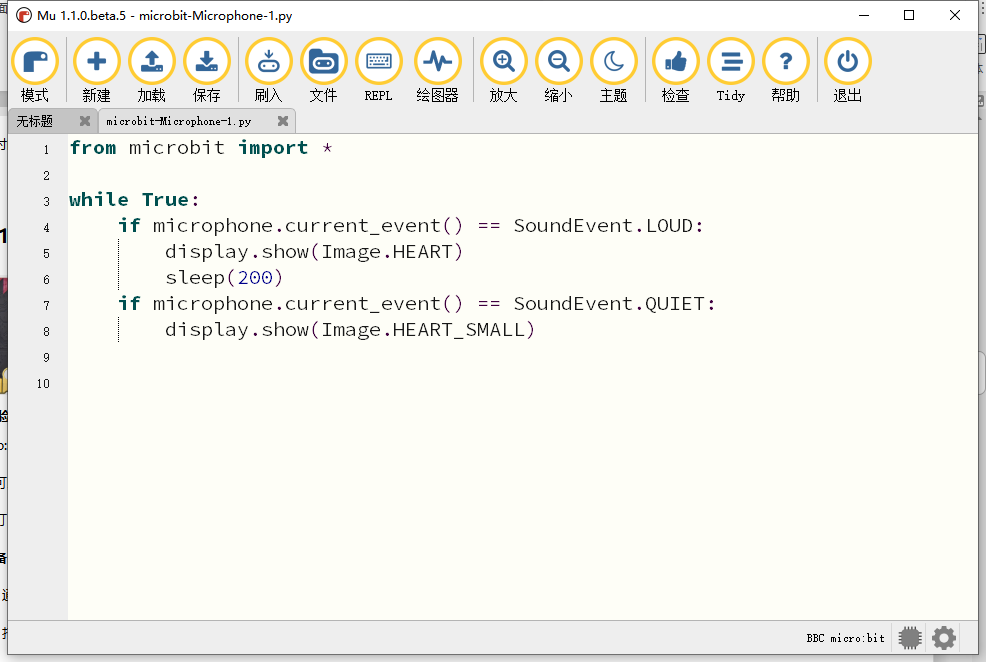 Mu 1.1.0.beta.5 - microbit-Microphone-1.py
模式 新建 加载 保存 刷入 文件 REPL 绘图器 放大 缩小 主题 检查 Tidy 帮助 退出
无标题 microbit-Microphone-1.py
1 from microbit import *
2
3 while True:
4 if microphone.current_event() == SoundEvent.LOUD:
5 display.show(Image.HEART)
6 sleep(200)
7 if microphone.current_event() == SoundEvent.QUIET:
8 display.show(Image.HEART_SMALL)
9
10
BBC micro:bit